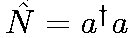 N̂ = a†a